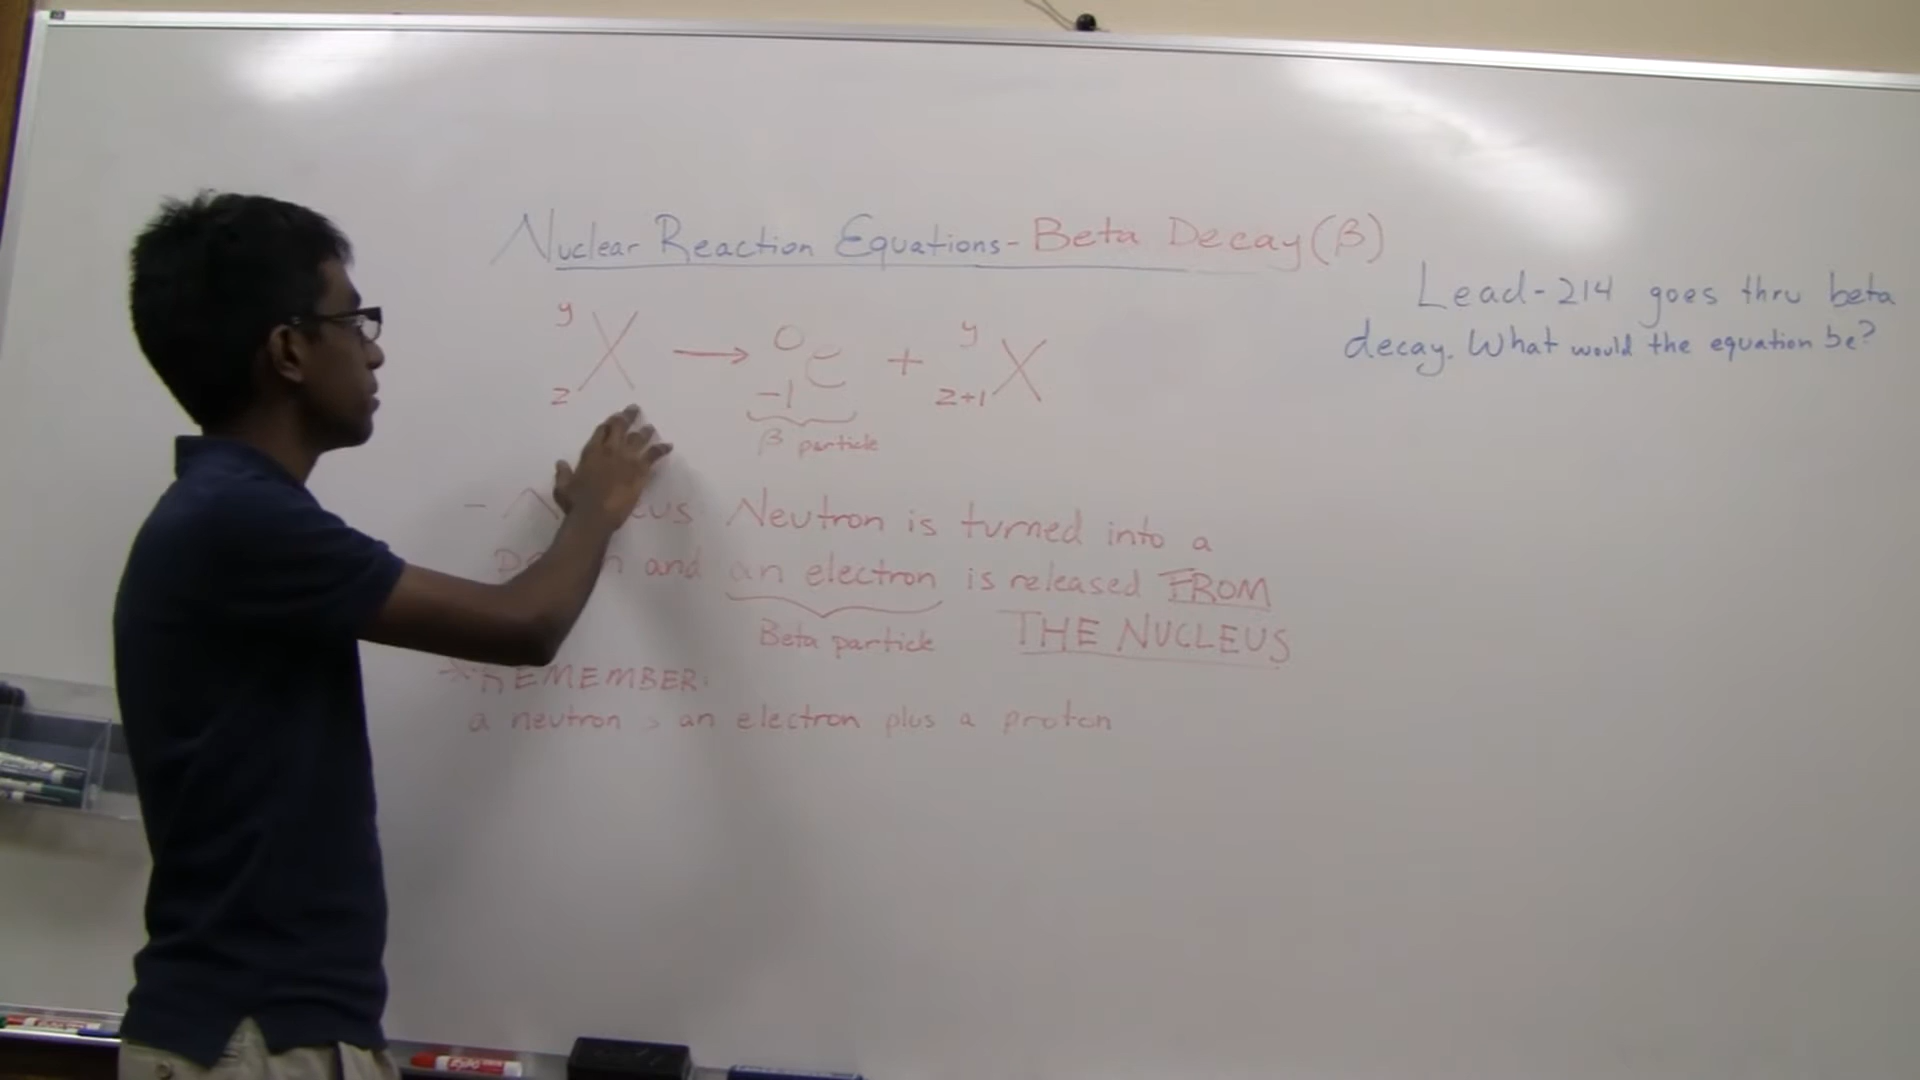 Nuclear Reaction Equations - Beta Decay (β)
y
z X → 0
-1 e + y
z+1 X
β particle
Lead-214 goes thru beta
decay. What would the equation be?
- Neutron is turned into a
and an electron is released FROM
Beta particle THE NUCLEUS
*REMEMBER:
a neutron = an electron plus a proton
EXPO